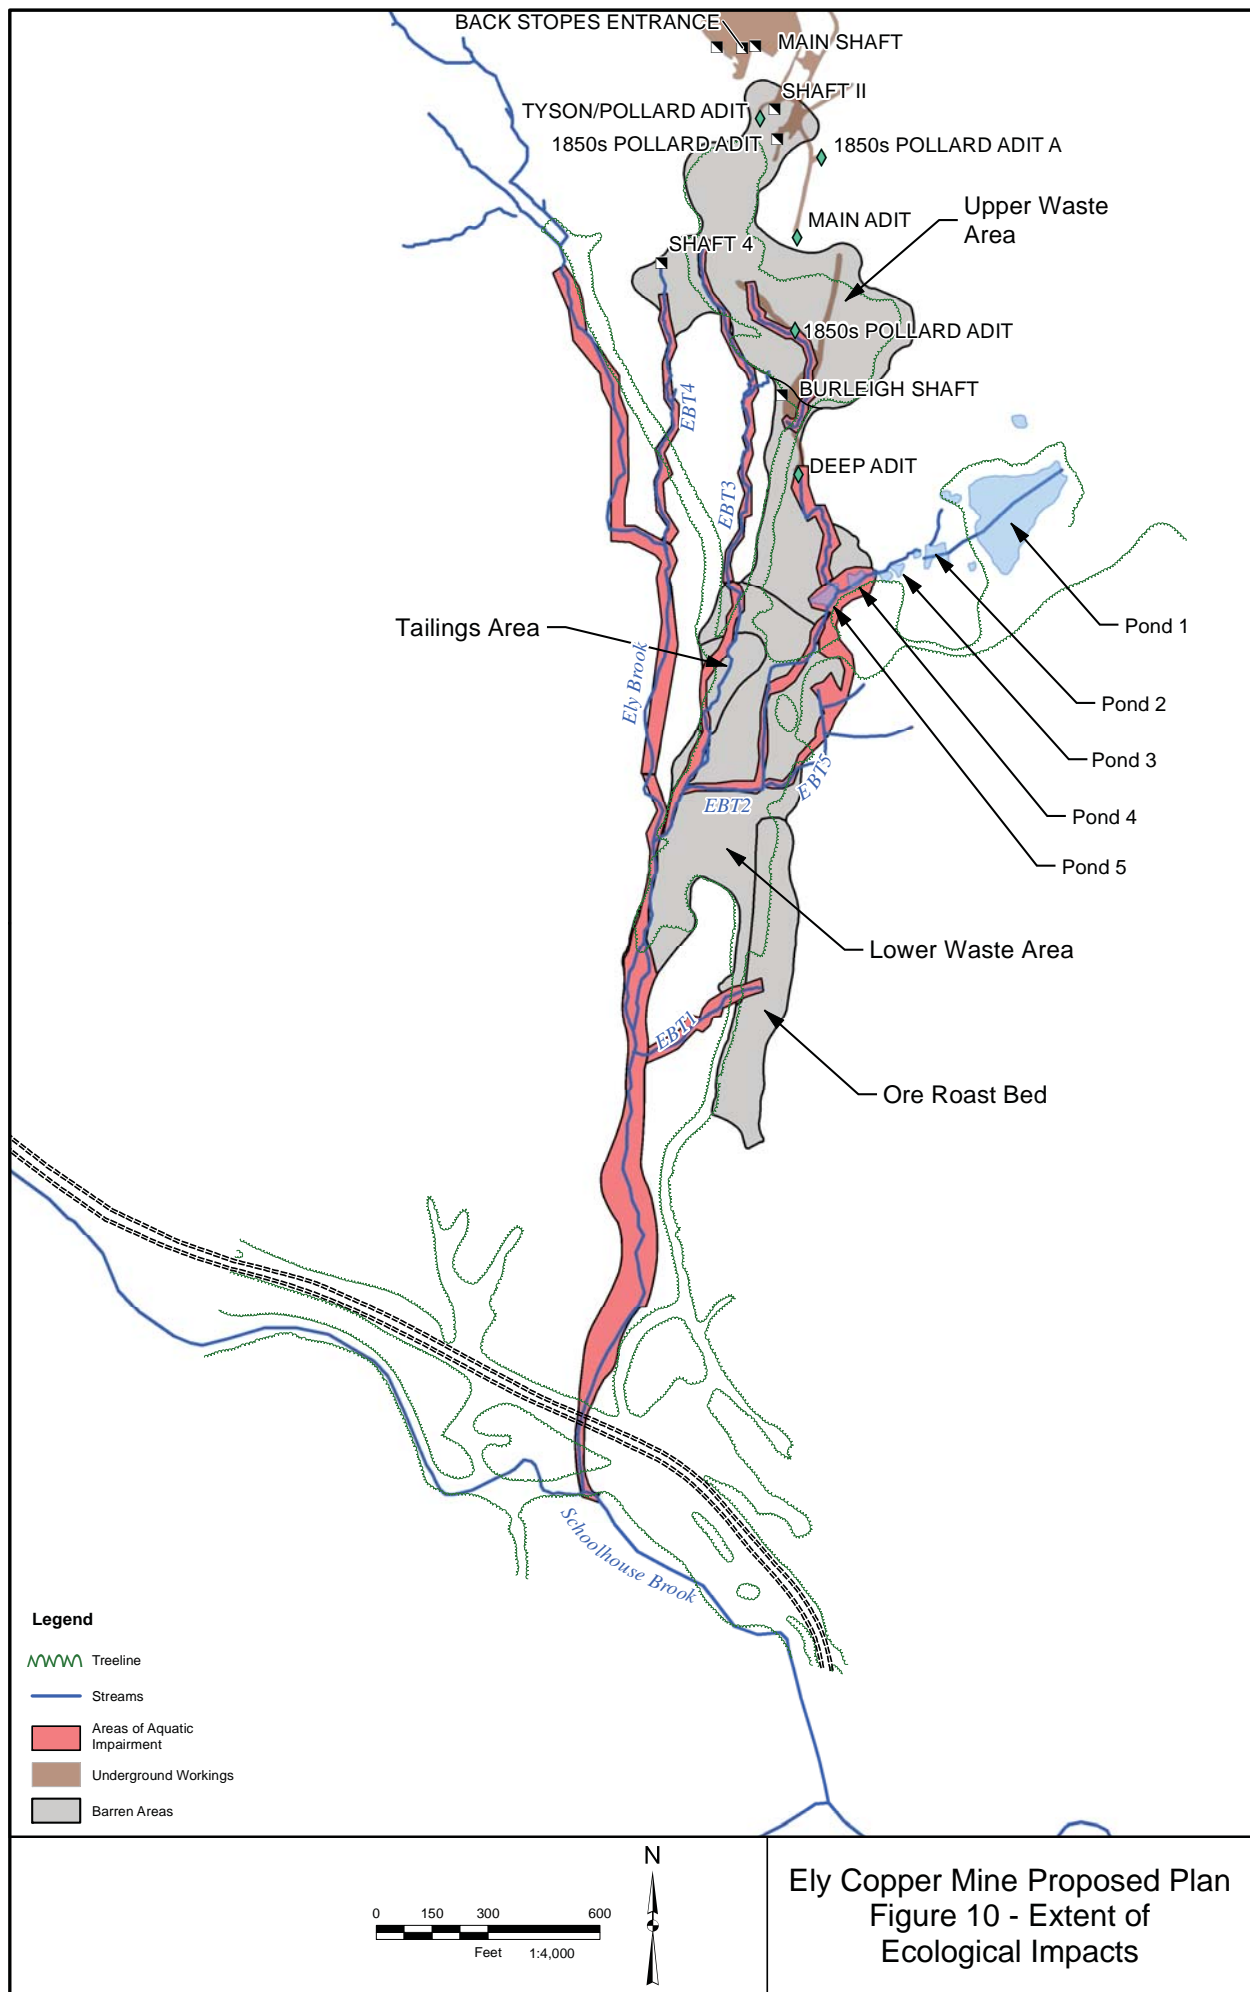 BACK STOPES ENTRANCE
MAIN SHAFT
SHAFT II
TYSON/POLLARD ADIT
1850s POLLARD ADIT
1850s POLLARD ADIT A
Upper Waste
Area
MAIN ADIT
SHAFT 4
1850s POLLARD ADIT
EBT4
BURLEIGH SHAFT
DEEP ADIT
EBT3
Tailings Area
Pond 1
Ely Brook
Pond 2
Pond 3
EBT5
EBT2
Pond 4
Pond 5
Lower Waste Area
EBT1
Ore Roast Bed
Schoolhouse Brook
Legend
Treeline
Streams
Areas of Aquatic
Impairment
Underground Workings
Barren Areas
0 150 300 600
Feet 1:4,000
N
Ely Copper Mine Proposed Plan
Figure 10 - Extent of
Ecological Impacts